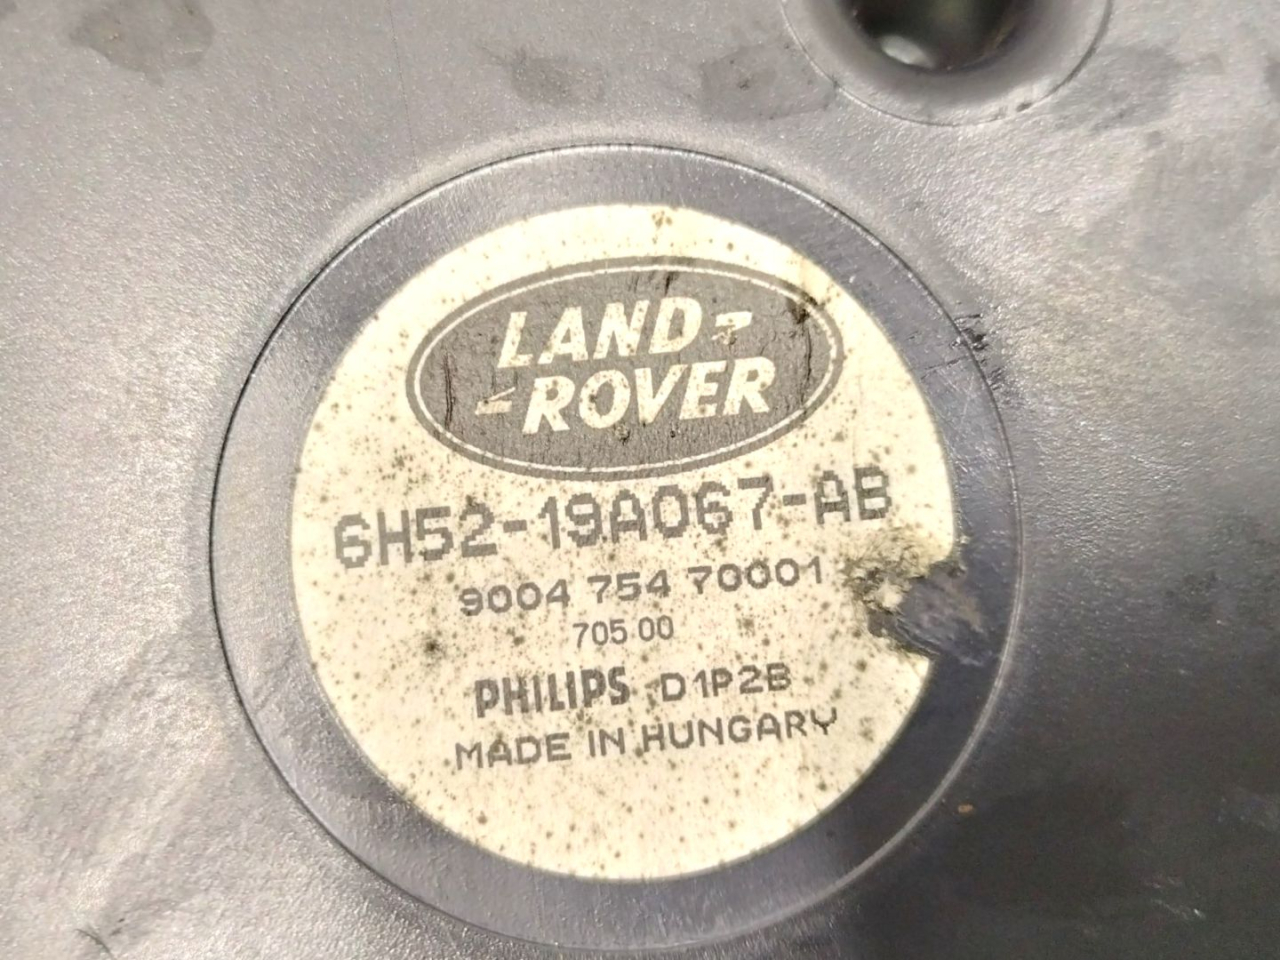 LAND-
-ROVER
6H52-19A067-AB
9004 754 70001
705 00
PHILIPS D1P2B
MADE IN HUNGARY